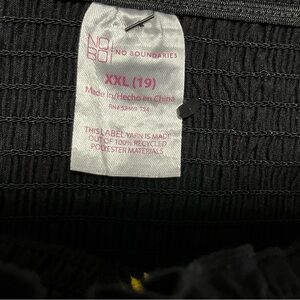 NO
BO!
NO BOUNDARIES
XXL (19)
Made in/Hecho en China
THIS LABEL YARN IS MADE
OUT OF 100% RECYCLED
POLYESTER MATERIALS